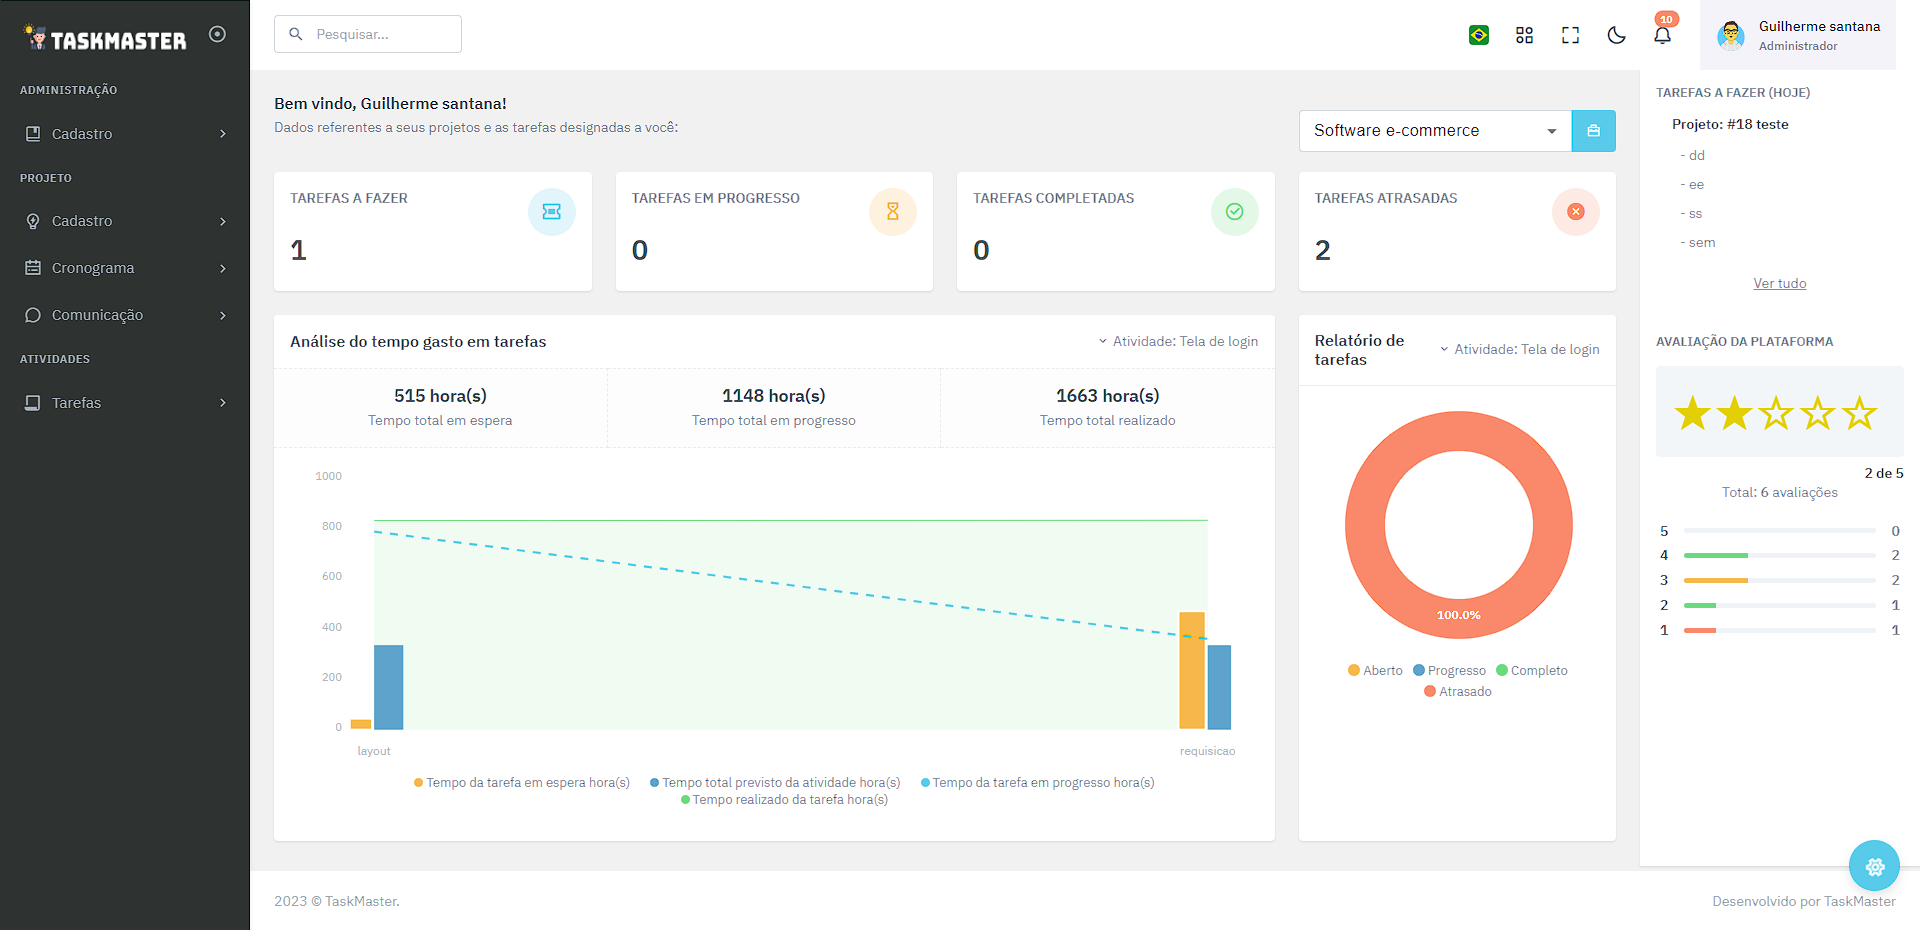 TASKMASTER
ADMINISTRAÇÃO
Cadastro
PROJETO
Cadastro
Cronograma
Comunicação
ATIVIDADES
Tarefas
Pesquisar...
10
Guilherme santana
Administrador
Bem vindo, Guilherme santana!
Dados referentes a seus projetos e as tarefas designadas a você:
Software e-commerce
TAREFAS A FAZER
1
TAREFAS EM PROGRESSO
0
TAREFAS COMPLETADAS
0
TAREFAS ATRASADAS
2
Análise do tempo gasto em tarefas
Atividade: Tela de login
515 hora(s)
Tempo total em espera
1148 hora(s)
Tempo total em progresso
1663 hora(s)
Tempo total realizado
1000
800
600
400
200
0
layout
requisicao
Tempo da tarefa em espera hora(s)
Tempo total previsto da atividade hora(s)
Tempo da tarefa em progresso hora(s)
Tempo realizado da tarefa hora(s)
Relatório de
tarefas
Atividade: Tela de login
100.0%
Aberto
Progresso
Completo
Atrasado
TAREFAS A FAZER (HOJE)
Projeto: #18 teste
- dd
- ee
- ss
- sem
Ver tudo
AVALIAÇÃO DA PLATAFORMA
2 de 5
Total: 6 avaliações
5 0
4 2
3 2
2 1
1 1
2023 © TaskMaster.
Desenvolvido por TaskMaster